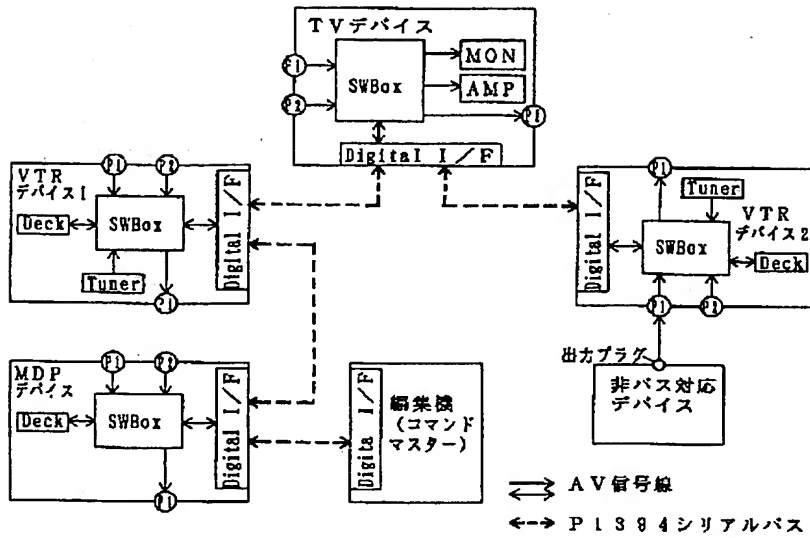 TVデバイス
P1
P2
SWBox
MON
AMP
P1
Digital I/F
VTR
デバイス1
P1
P2
Deck
SWBox
Tuner
P1
Digital I/F
P1
Tuner
VTR
デバイス2
SWBox
Deck
Digital I/F
P1
P2
出力プラグ
非バス対応
デバイス
MDP
デバイス
P1
P2
Deck
SWBox
P1
Digital I/F
Digital I/F
編集機
(コマンド
マスター)
AV信号線
P1394シリアルバス